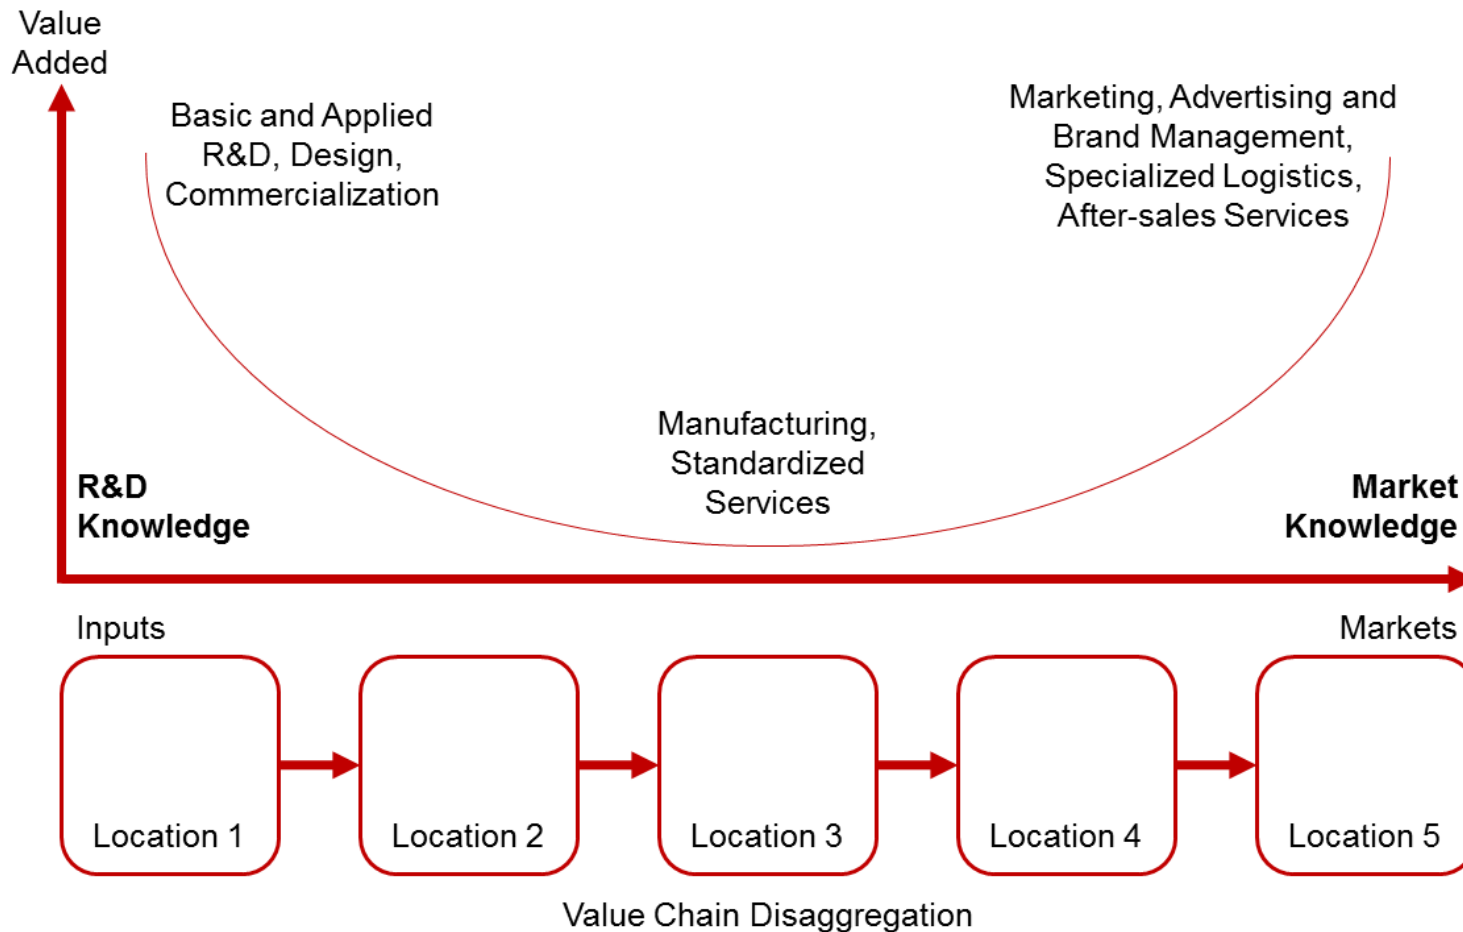 Value
Added
Basic and Applied
R&D, Design,
Commercialization
Marketing, Advertising and
Brand Management,
Specialized Logistics,
After-sales Services
Manufacturing,
Standardized
Services
R&D
Knowledge
Market
Knowledge
Inputs
Markets
Location 1
Location 2
Location 3
Location 4
Location 5
Value Chain Disaggregation